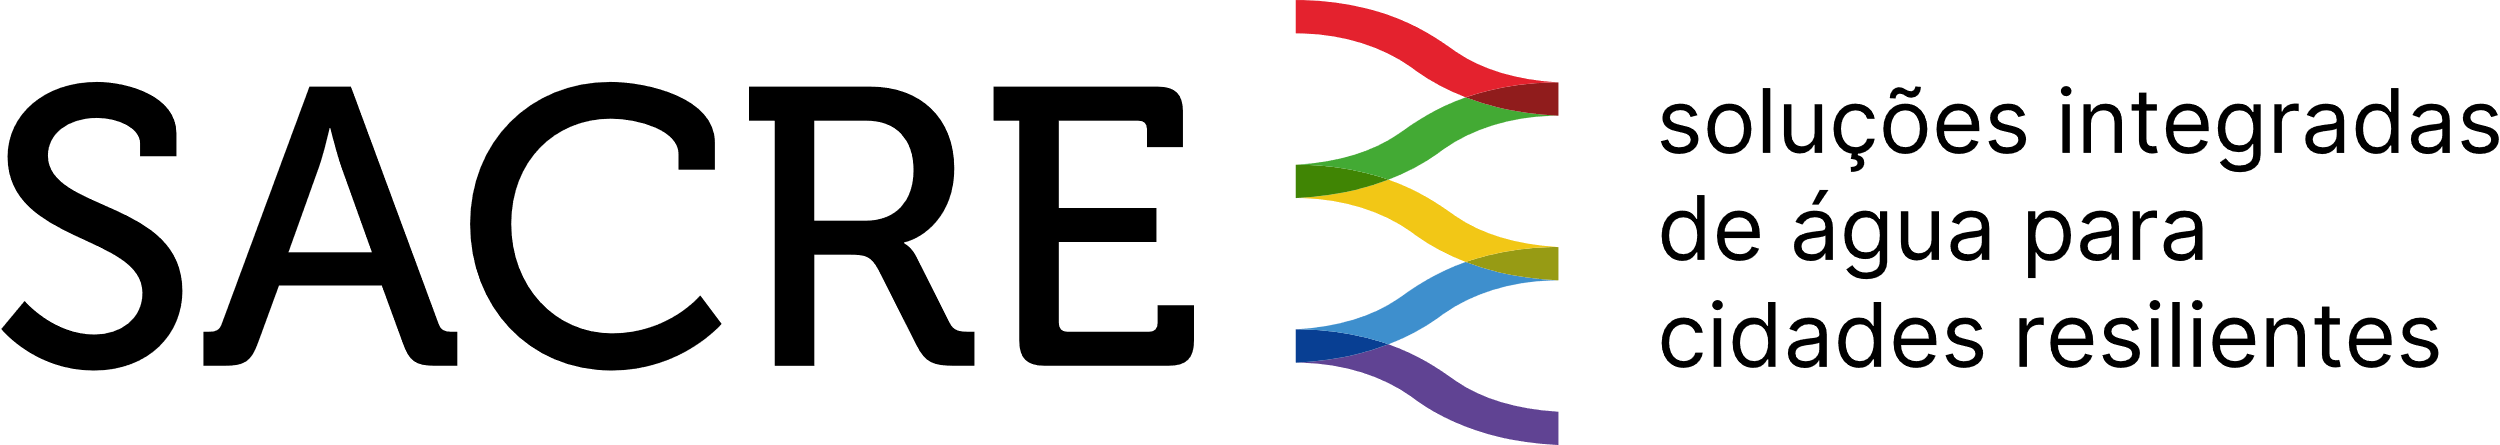 SACRE
soluções integradas
de água para
cidades resilientes